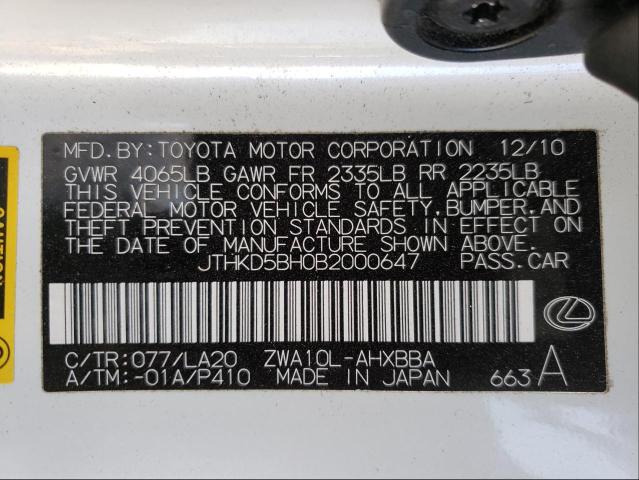 MFD.BY:TOYOTA MOTOR CORPORATION 12/10
GVWR 4065LB GAWR FR 2335LB RR 2235LB
THIS VEHICLE CONFORMS TO ALL APPLICABLE
FEDERAL MOTOR VEHICLE SAFETY,BUMPER,AND
THEFT PREVENTION STANDARDS IN EFFECT ON
THE DATE OF MANUFACTURE SHOWN ABOVE.
JTHKD5BH0B2000647 PASS.CAR
C/TR:077/LA20 ZWA10L-AHXBBA
A/TM:-01A/P410 MADE IN JAPAN 663 A
CAUTION